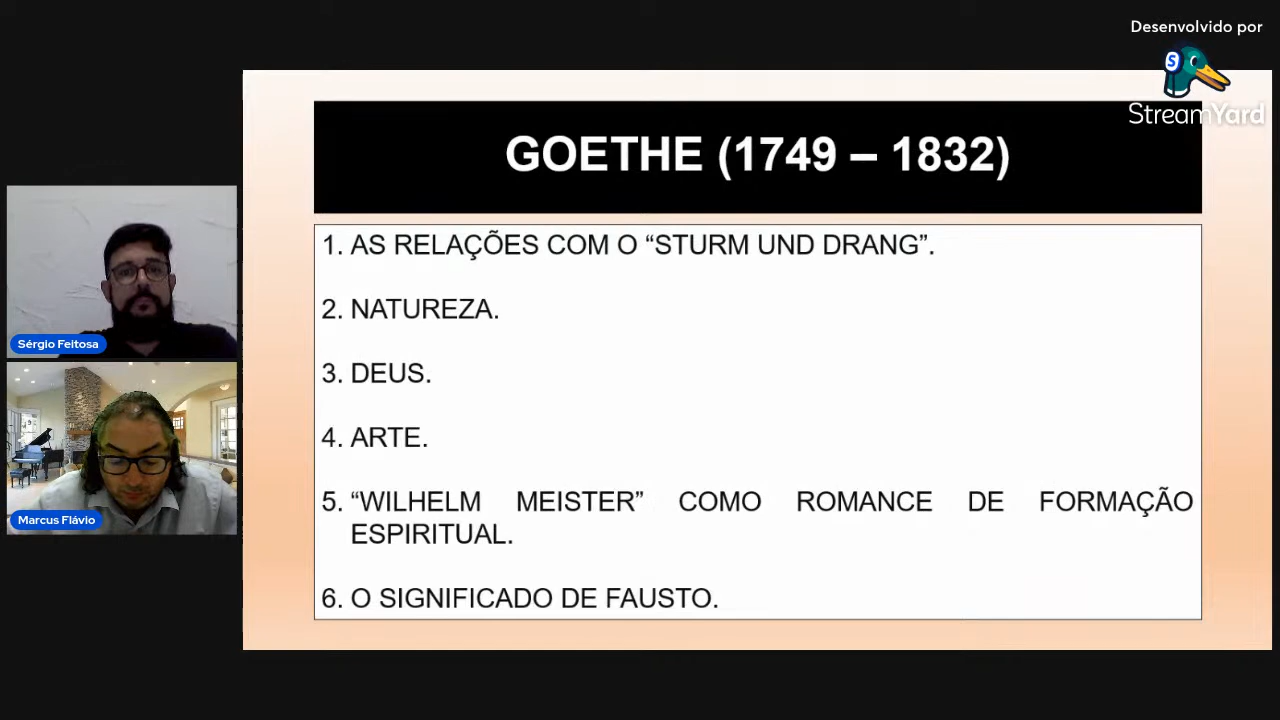 Desenvolvido por
StreamYard
GOETHE (1749 – 1832)
1. AS RELAÇÕES COM O “STURM UND DRANG”.
2. NATUREZA.
3. DEUS.
4. ARTE.
5. “WILHELM MEISTER” COMO ROMANCE DE FORMAÇÃO
ESPIRITUAL.
6. O SIGNIFICADO DE FAUSTO.
Sérgio Feitosa
Marcus Flávio